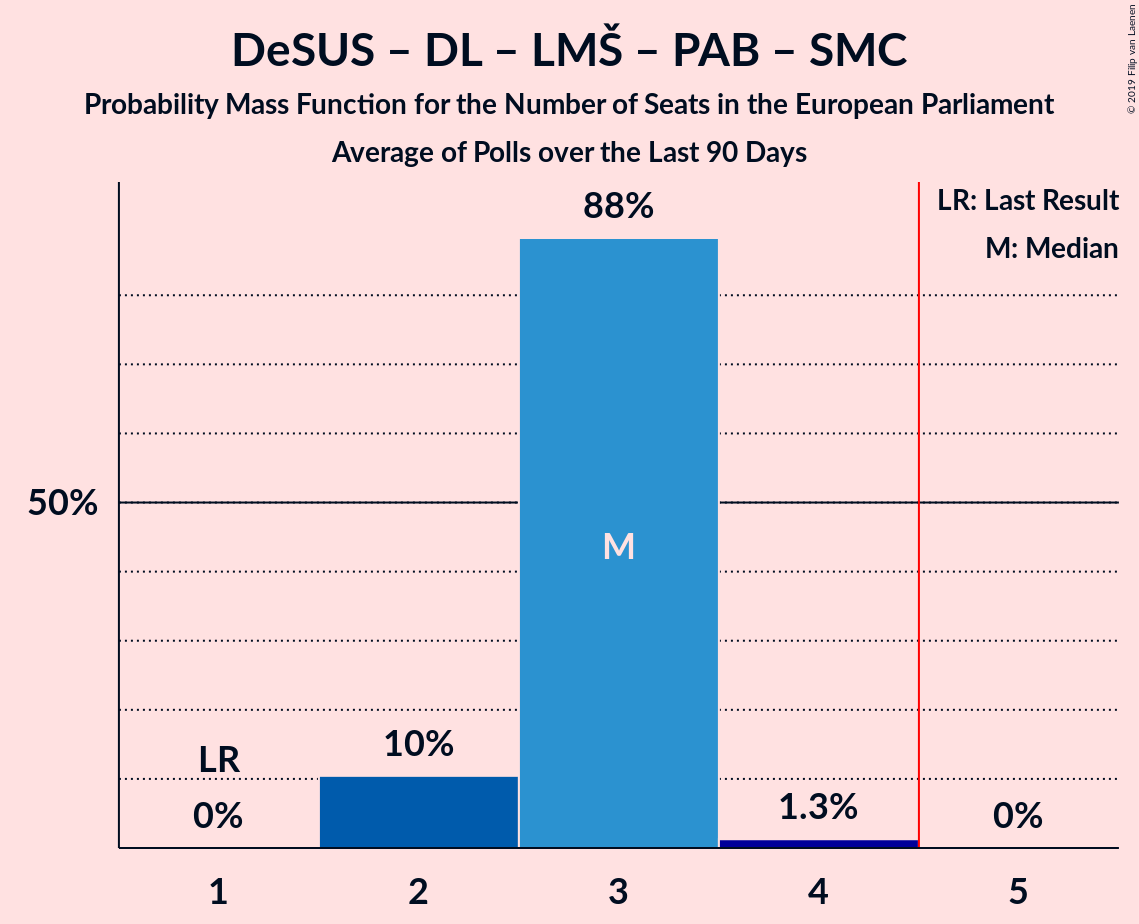 DeSUS – DL – LMŠ – PAB – SMC
Probability Mass Function for the Number of Seats in the European Parliament
Average of Polls over the Last 90 Days
© 2019 Filip van Laenen
LR: Last Result
M: Median
88%
50%
M
LR
10%
0%
1.3%
0%
1 2 3 4 5